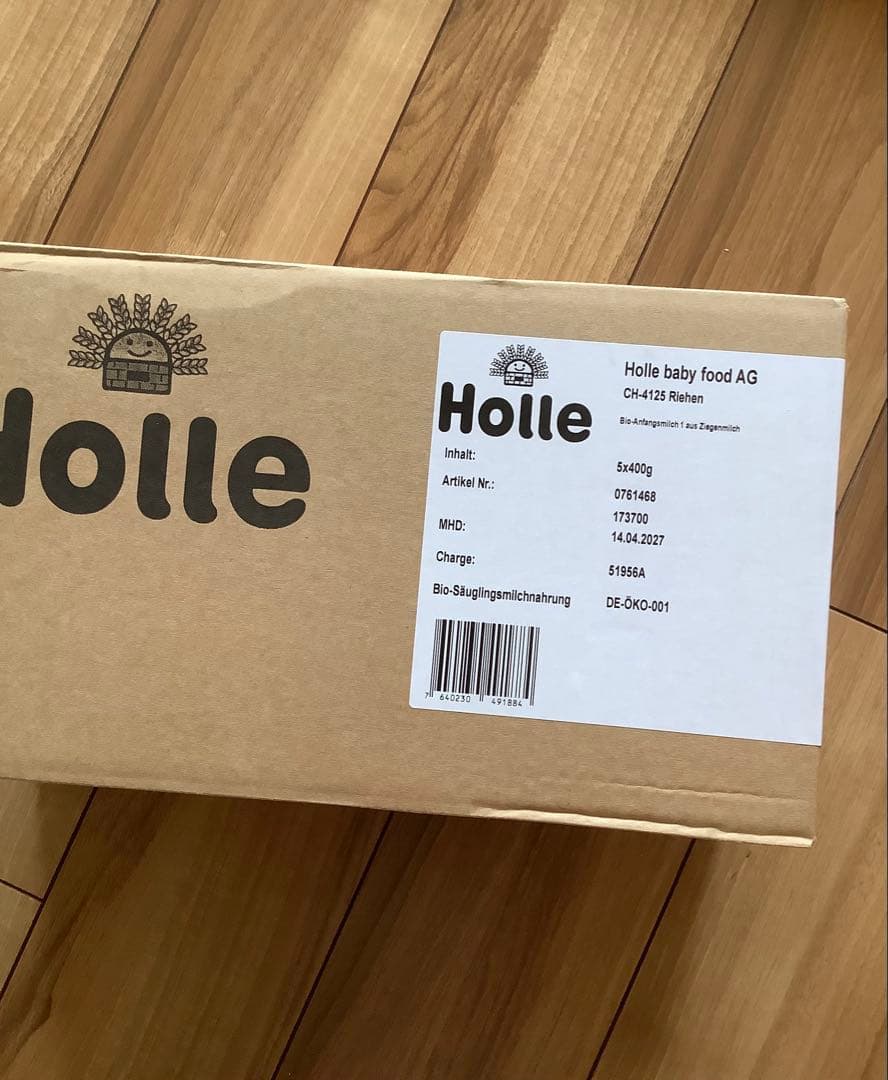 Holle
Holle
Holle baby food AG
CH-4125 Riehen
Bio-Anfangsmilch 1 aus Ziegenmilch
Inhalt: 5x400g
Artikel Nr.: 0761468
173700
MHD: 14.04.2027
Charge: 51956A
Bio-Säuglingsmilchnahrung DE-ÖKO-001
7 640230 491884